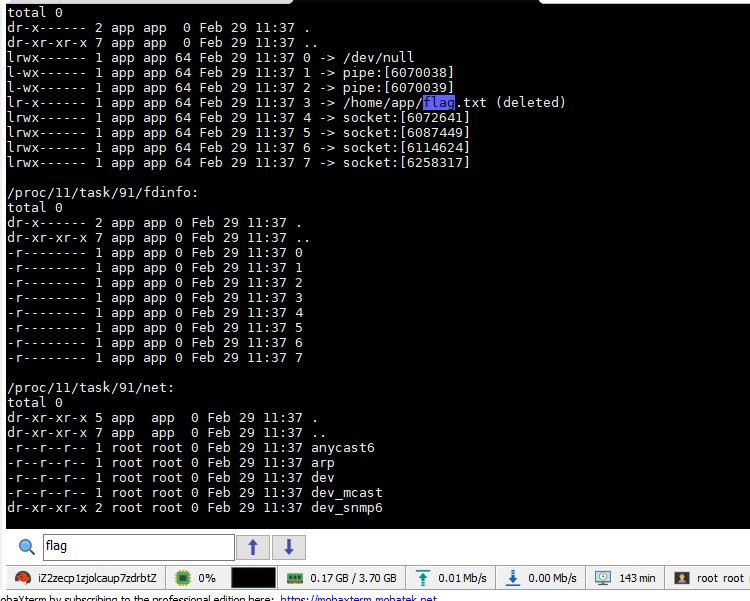 total 0
dr-x------ 2 app app  0 Feb 29 11:37 .
dr-xr-xr-x 7 app app  0 Feb 29 11:37 ..
lrwx------ 1 app app 64 Feb 29 11:37 0 -> /dev/null
l-wx------ 1 app app 64 Feb 29 11:37 1 -> pipe:[6070038]
l-wx------ 1 app app 64 Feb 29 11:37 2 -> pipe:[6070039]
lr-x------ 1 app app 64 Feb 29 11:37 3 -> /home/app/flag.txt (deleted)
lrwx------ 1 app app 64 Feb 29 11:37 4 -> socket:[6072641]
lrwx------ 1 app app 64 Feb 29 11:37 5 -> socket:[6087449]
lrwx------ 1 app app 64 Feb 29 11:37 6 -> socket:[6114624]
lrwx------ 1 app app 64 Feb 29 11:37 7 -> socket:[6258317]
/proc/11/task/91/fdinfo:
total 0
dr-x------ 2 app app 0 Feb 29 11:37 .
dr-xr-xr-x 7 app app 0 Feb 29 11:37 ..
-r-------- 1 app app 0 Feb 29 11:37 0
-r-------- 1 app app 0 Feb 29 11:37 1
-r-------- 1 app app 0 Feb 29 11:37 2
-r-------- 1 app app 0 Feb 29 11:37 3
-r-------- 1 app app 0 Feb 29 11:37 4
-r-------- 1 app app 0 Feb 29 11:37 5
-r-------- 1 app app 0 Feb 29 11:37 6
-r-------- 1 app app 0 Feb 29 11:37 7
/proc/11/task/91/net:
total 0
dr-xr-xr-x 5 app  app  0 Feb 29 11:37 .
dr-xr-xr-x 7 app  app  0 Feb 29 11:37 ..
-r--r--r-- 1 root root 0 Feb 29 11:37 anycast6
-r--r--r-- 1 root root 0 Feb 29 11:37 arp
-r--r--r-- 1 root root 0 Feb 29 11:37 dev
-r--r--r-- 1 root root 0 Feb 29 11:37 dev_mcast
dr-xr-xr-x 2 root root 0 Feb 29 11:37 dev_snmp6
flag
iZ2zecp1zjolcaup7zdrbtZ 0% 0.17 GB / 3.70 GB 0.01 Mb/s 0.00 Mb/s 143 min root root
by subscribing to the professional edition here: https://mobaxterm.mobatek.net